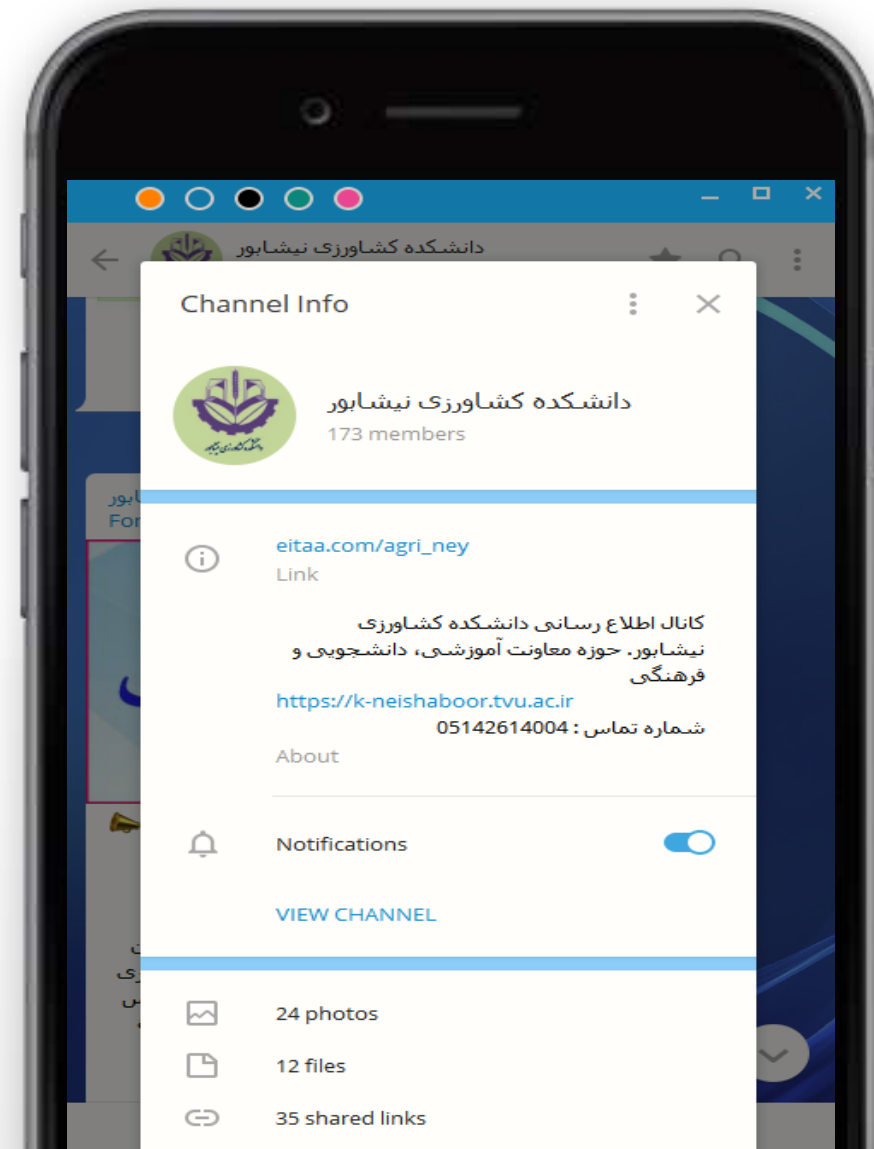 دانشکده کشاورزی نیشابور
Channel Info
دانشکده کشاورزی نیشابور
173 members
eitaa.com/agri_ney
Link
کانال اطلاع رسانی دانشکده کشاورزی
نیشابور. حوزه معاونت آموزشی، دانشجویی و
فرهنگی
https://k-neishaboor.tvu.ac.ir
شماره تماس : 05142614004
About
Notifications
VIEW CHANNEL
24 photos
12 files
35 shared links